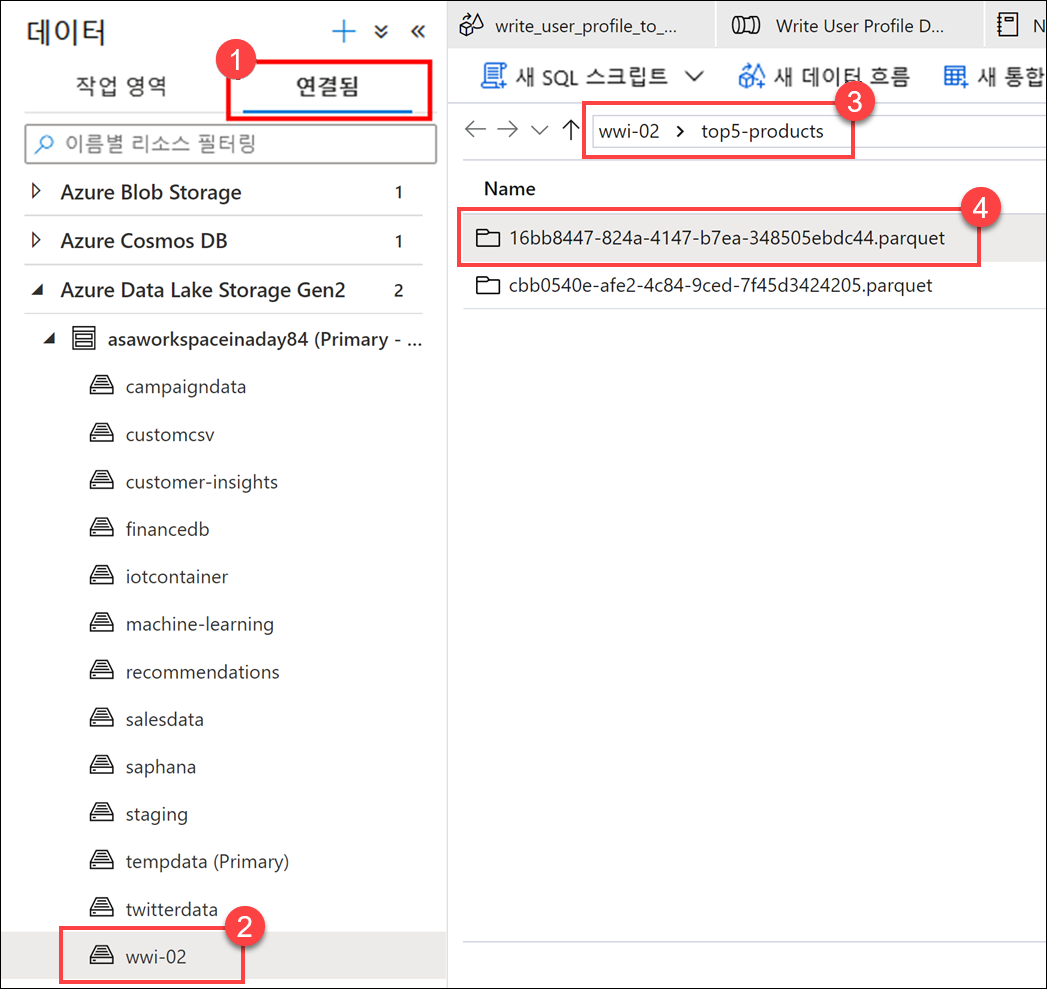 데이터
1
작업 영역
연결됨
이름별 리소스 필터링
Azure Blob Storage 1
Azure Cosmos DB 1
Azure Data Lake Storage Gen2 2
asaworkspaceinaday84 (Primary - ...
campaigndata
customcsv
customer-insights
financedb
iotcontainer
machine-learning
recommendations
salesdata
saphana
staging
tempdata (Primary)
twitterdata
2
wwi-02
write_user_profile_to_...
Write User Profile D...
N
새 SQL 스크립트
새 데이터 흐름
새 통합
3
wwi-02 > top5-products
Name
4
16bb8447-824a-4147-b7ea-348505ebdc44.parquet
cbb0540e-afe2-4c84-9ced-7f45d3424205.parquet